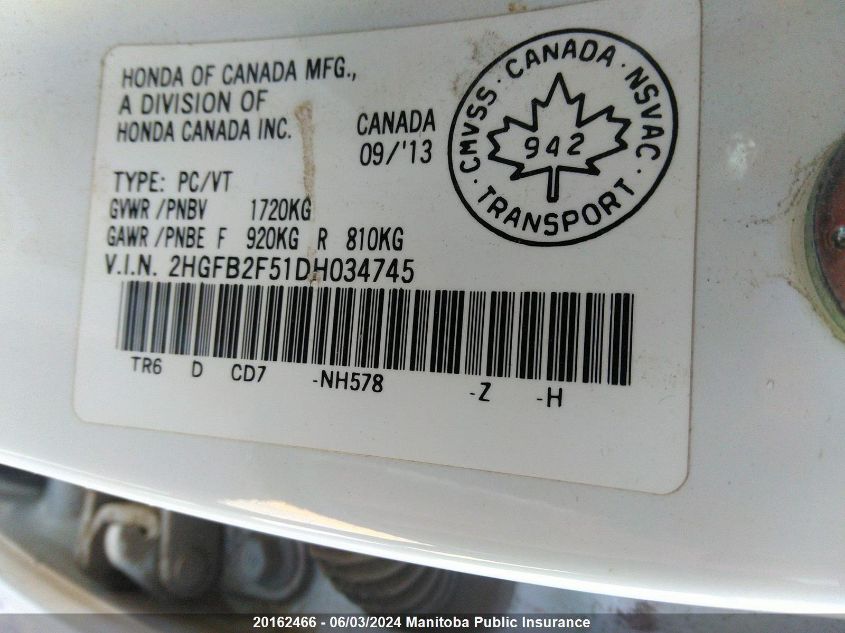 HONDA OF CANADA MFG.,
A DIVISION OF
HONDA CANADA INC.
CANADA
09/'13
CMVSS · CANADA · NSVAC
942
· TRANSPORT ·
TYPE: PC/VT
GVWR/PNBV 1720KG
GAWR/PNBE F 920KG R 810KG
V.I.N. 2HGFB2F51DH034745
TR6 D CD7 -NH578 -Z -H
20162466 - 06/03/2024 Manitoba Public Insurance